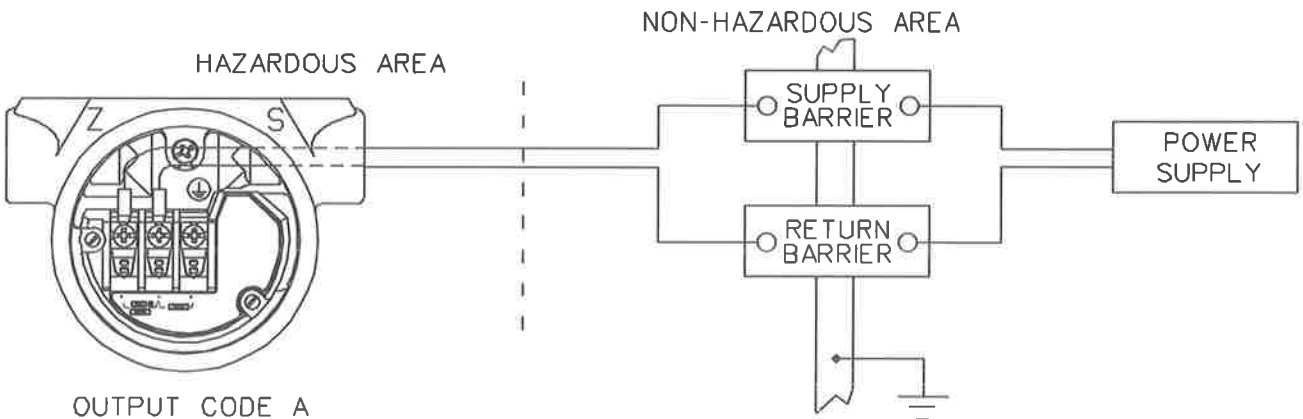 NON-HAZARDOUS AREA
HAZARDOUS AREA
Z S
SUPPLY
BARRIER
POWER
SUPPLY
RETURN
BARRIER
OUTPUT CODE A